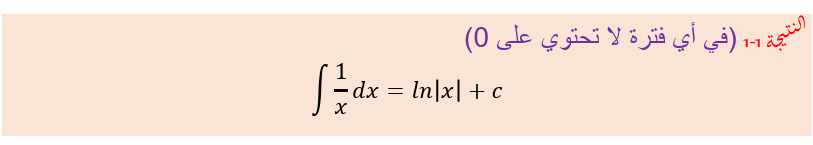 النتيجة 1-1 (في أي فترة لا تحتوي على 0)
∫ 1/x dx = ln|x| + c